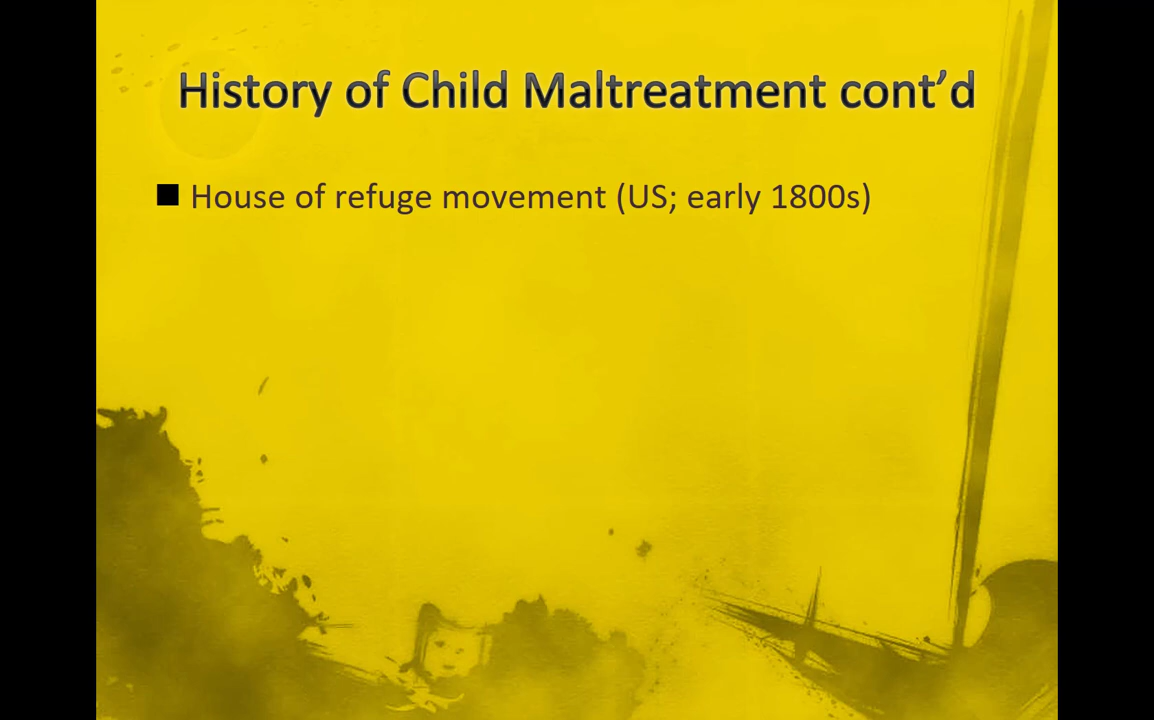 History of Child Maltreatment cont’d
House of refuge movement (US; early 1800s)